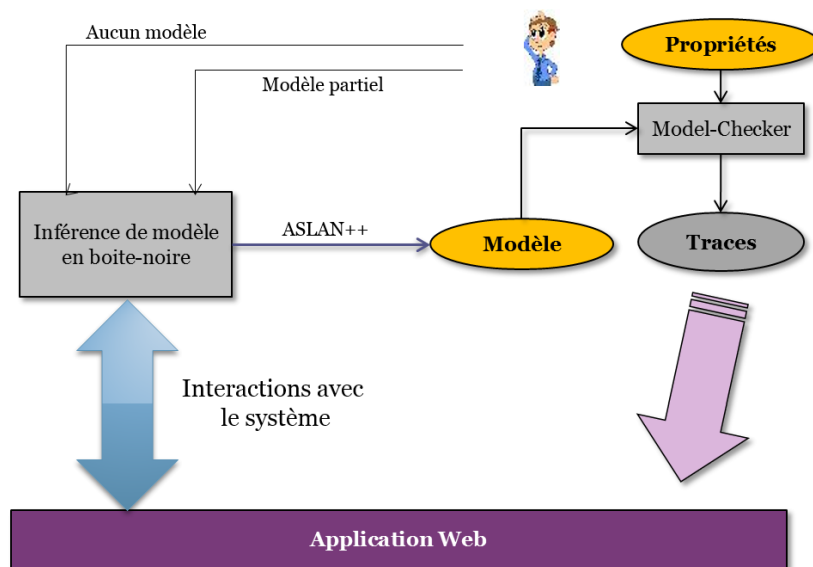 Aucun modèle
Propriétés
Modèle partiel
Model-Checker
Inférence de modèle
en boite-noire
ASLAN++
Modèle
Traces
Interactions avec
le système
Application Web